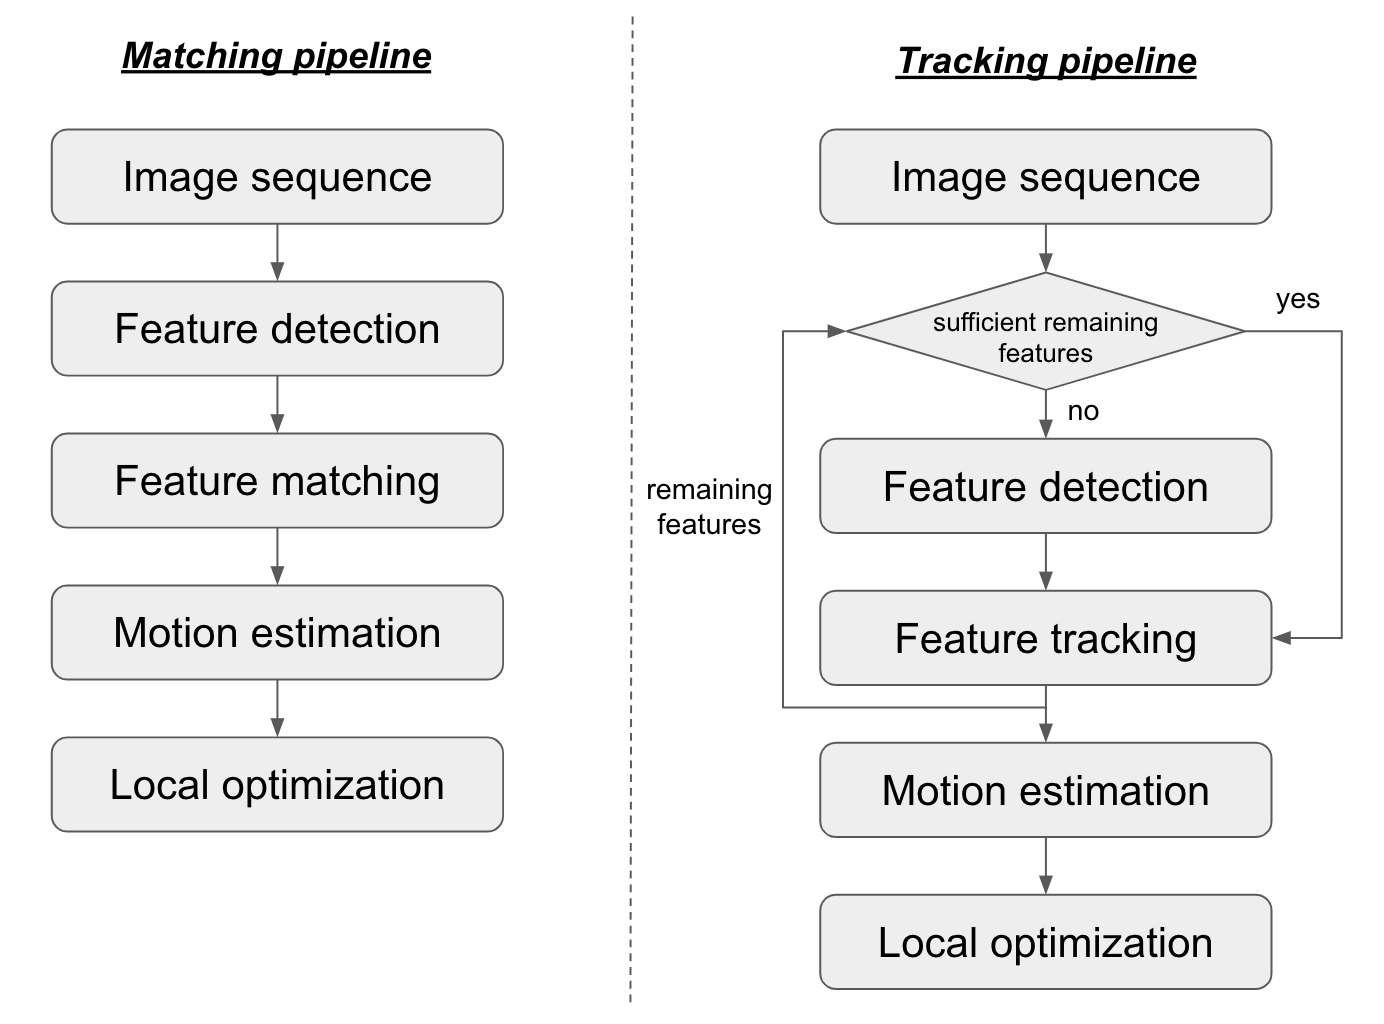 Matching pipeline
Image sequence
Feature detection
Feature matching
Motion estimation
Local optimization
Tracking pipeline
Image sequence
sufficient remaining
features
yes
no
remaining
features
Feature detection
Feature tracking
Motion estimation
Local optimization